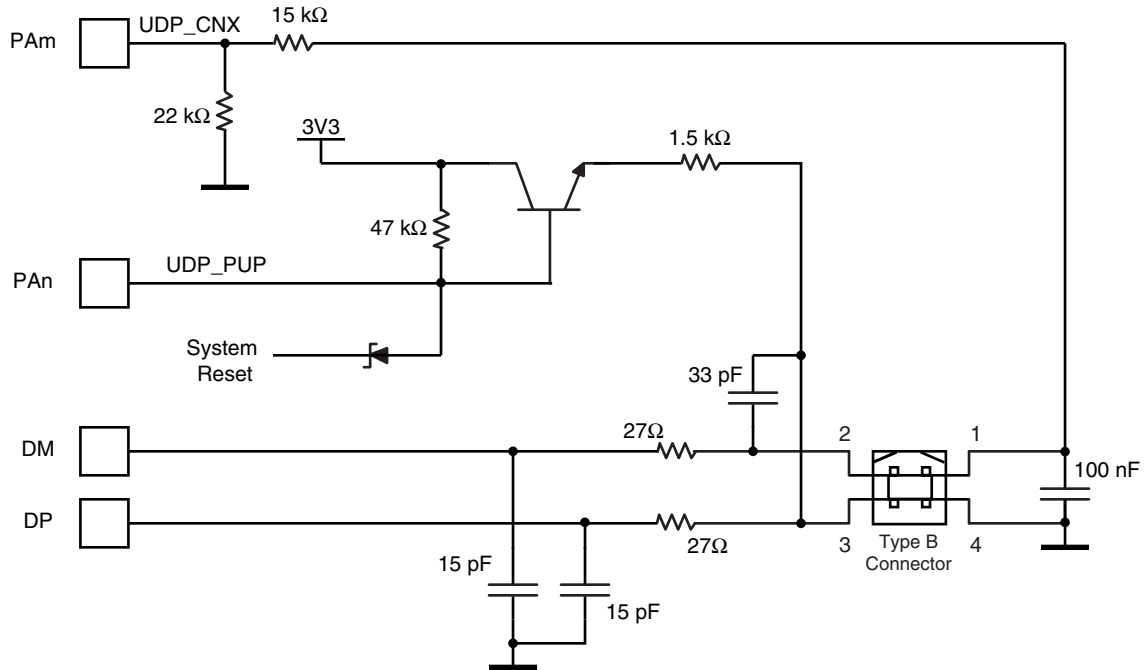 15 kΩ
PAm
UDP_CNX
22 kΩ
3V3
1.5 kΩ
47 kΩ
PAn
UDP_PUP
System
Reset
33 pF
27Ω
2
1
DM
100 nF
DP
27Ω
3
Type B
Connector
4
15 pF
15 pF